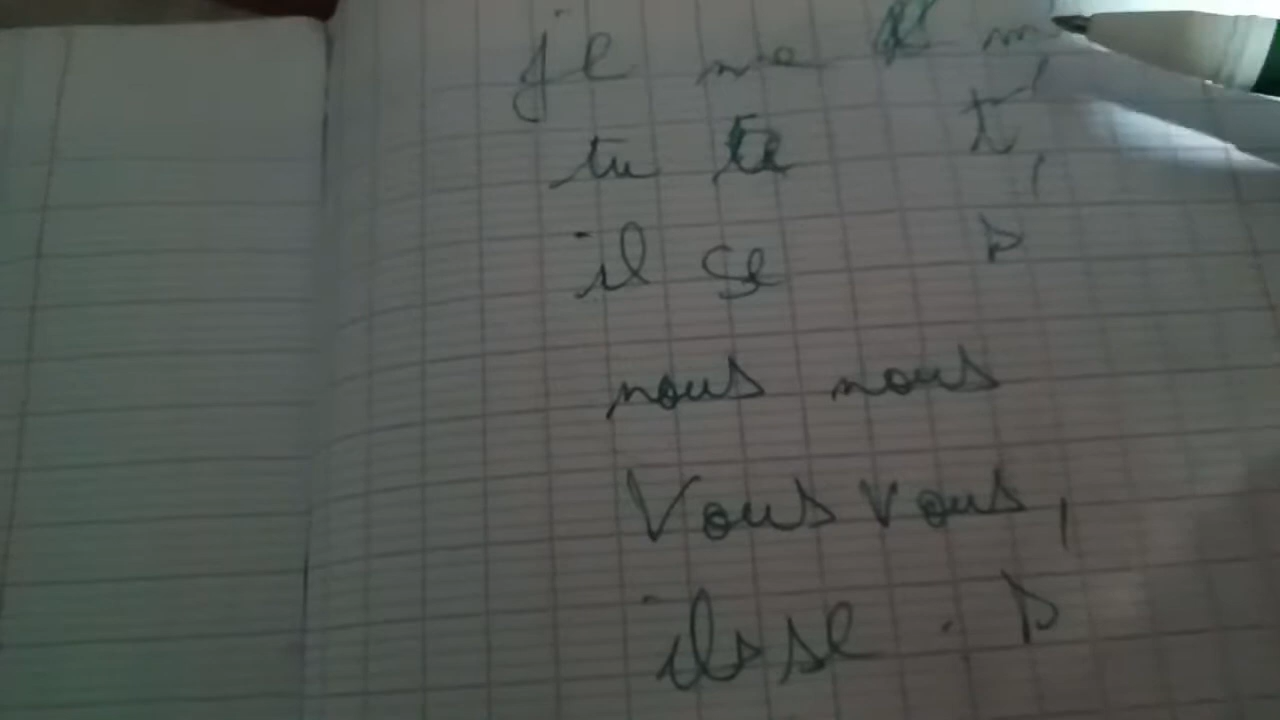 je me m
tu te t'
il se s
nous nous
Vous vous,
ils se . s